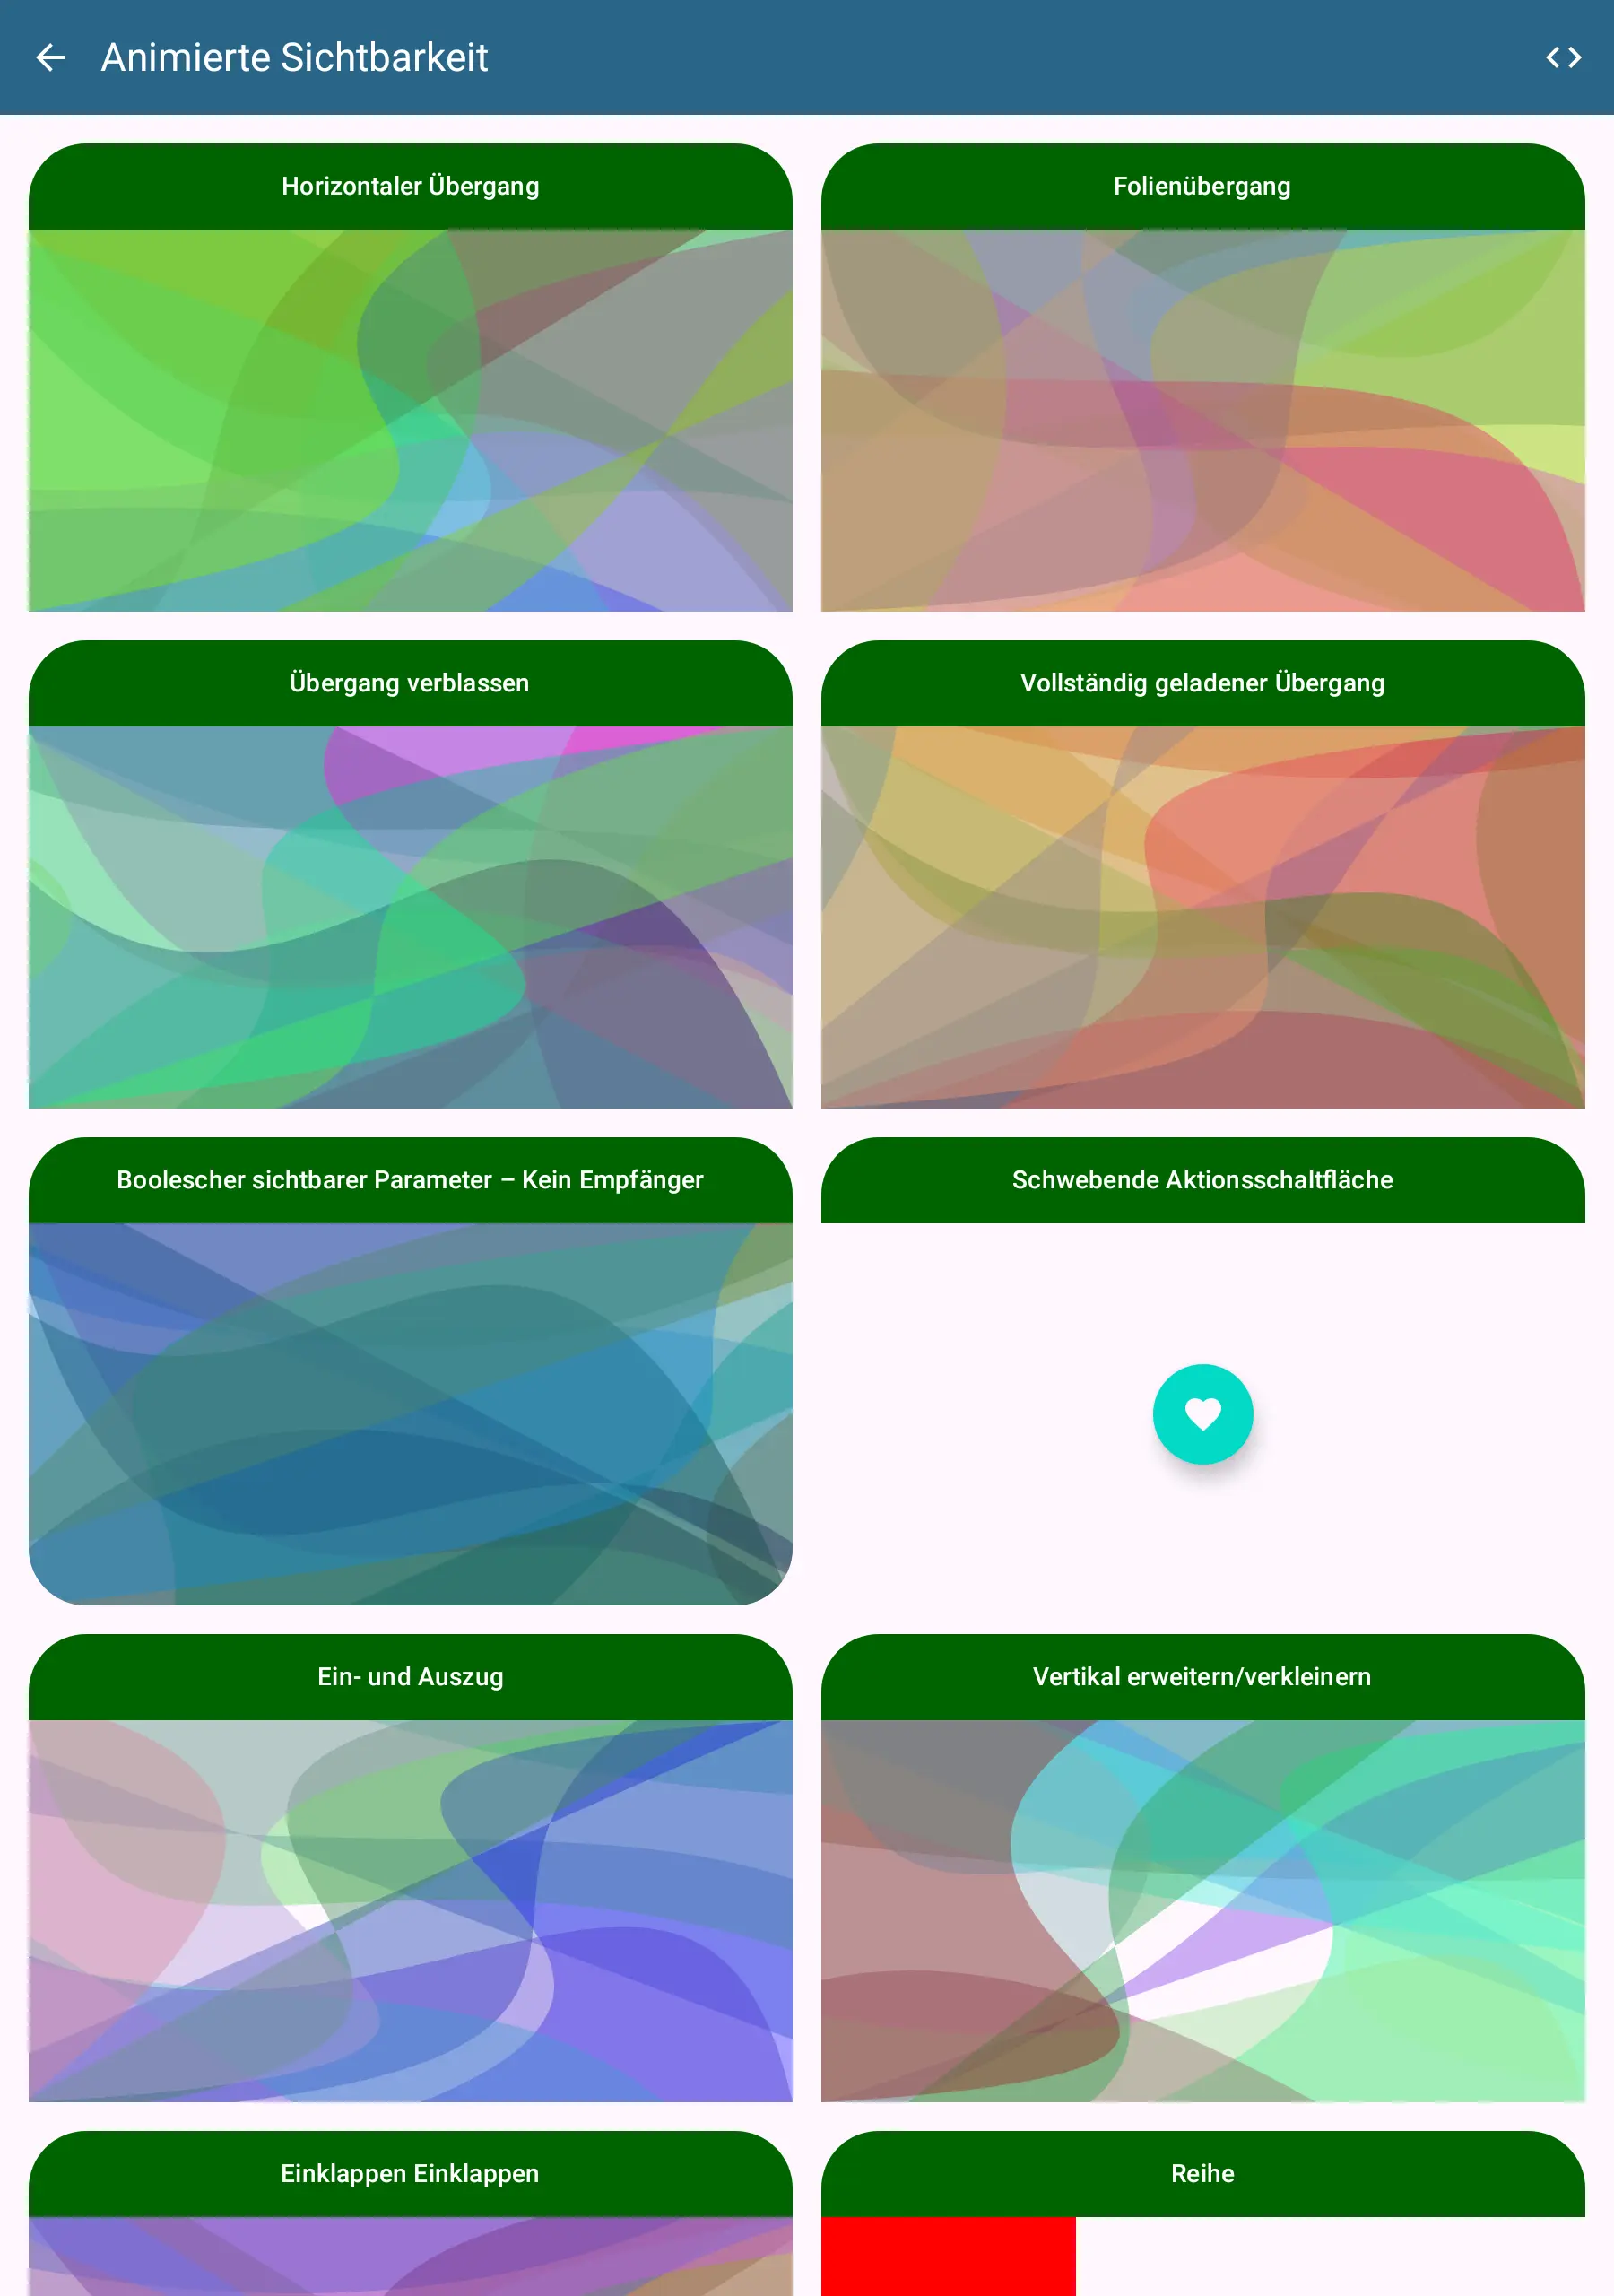 Animierte Sichtbarkeit
Horizontaler Übergang
Folienübergang
Übergang verblassen
Vollständig geladener Übergang
Boolescher sichtbarer Parameter – Kein Empfänger
Schwebende Aktionsschaltfläche
Ein- und Auszug
Vertikal erweitern/verkleinern
Einklappen Einklappen
Reihe